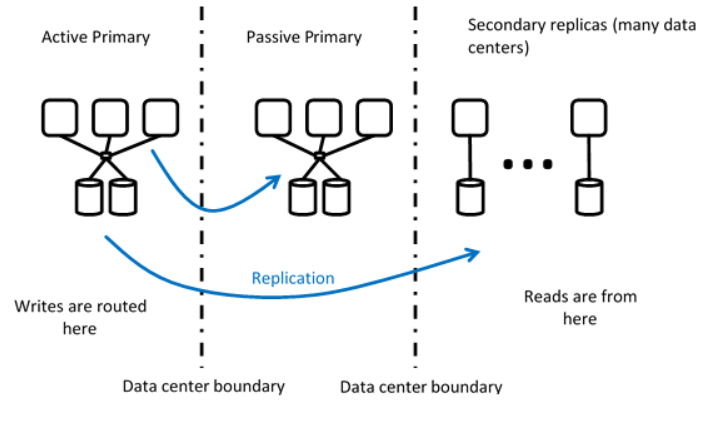 Active Primary
Passive Primary
Secondary replicas (many data
centers)
Replication
Writes are routed
here
Reads are from
here
Data center boundary
Data center boundary